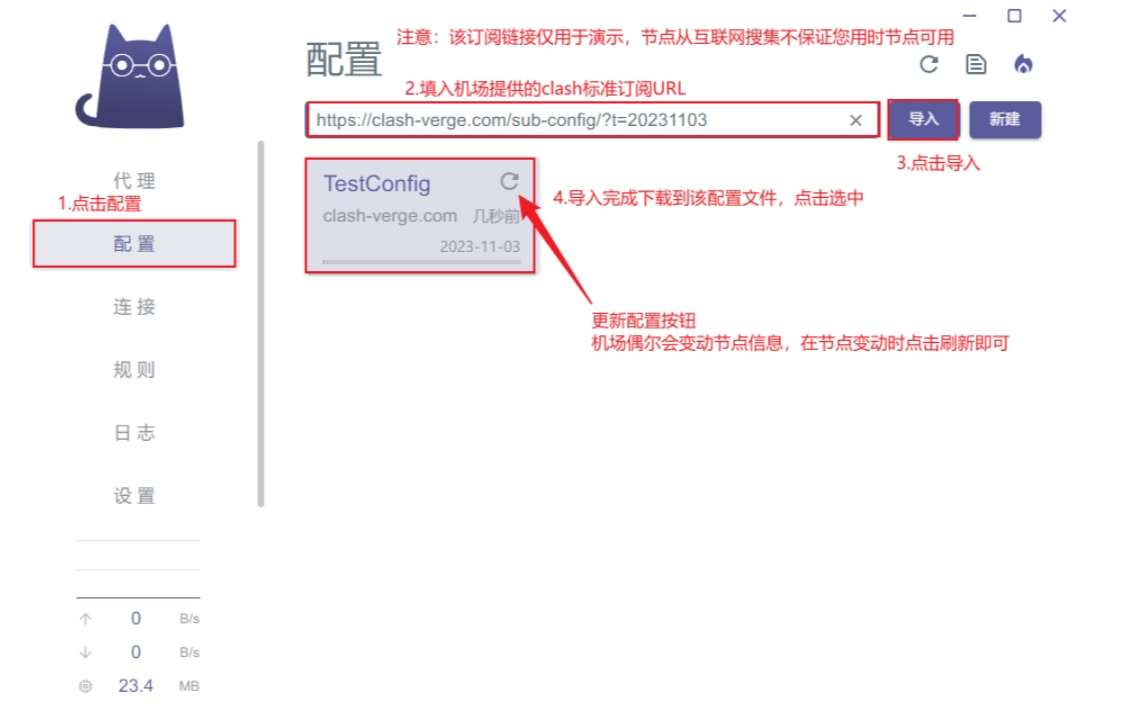 注意：该订阅链接仅用于演示，节点从互联网搜集不保证您用时节点可用
配置
2.填入机场提供的clash标准订阅URL
https://clash-verge.com/sub-config/?t=20231103
导入
新建
3.点击导入
代理
1.点击配置
配置
连接
规则
日志
设置
TestConfig
clash-verge.com 几秒前
2023-11-03
4.导入完成下载到该配置文件，点击选中
更新配置按钮
机场偶尔会变动节点信息，在节点变动时点击刷新即可
0 B/s
0 B/s
23.4 MB